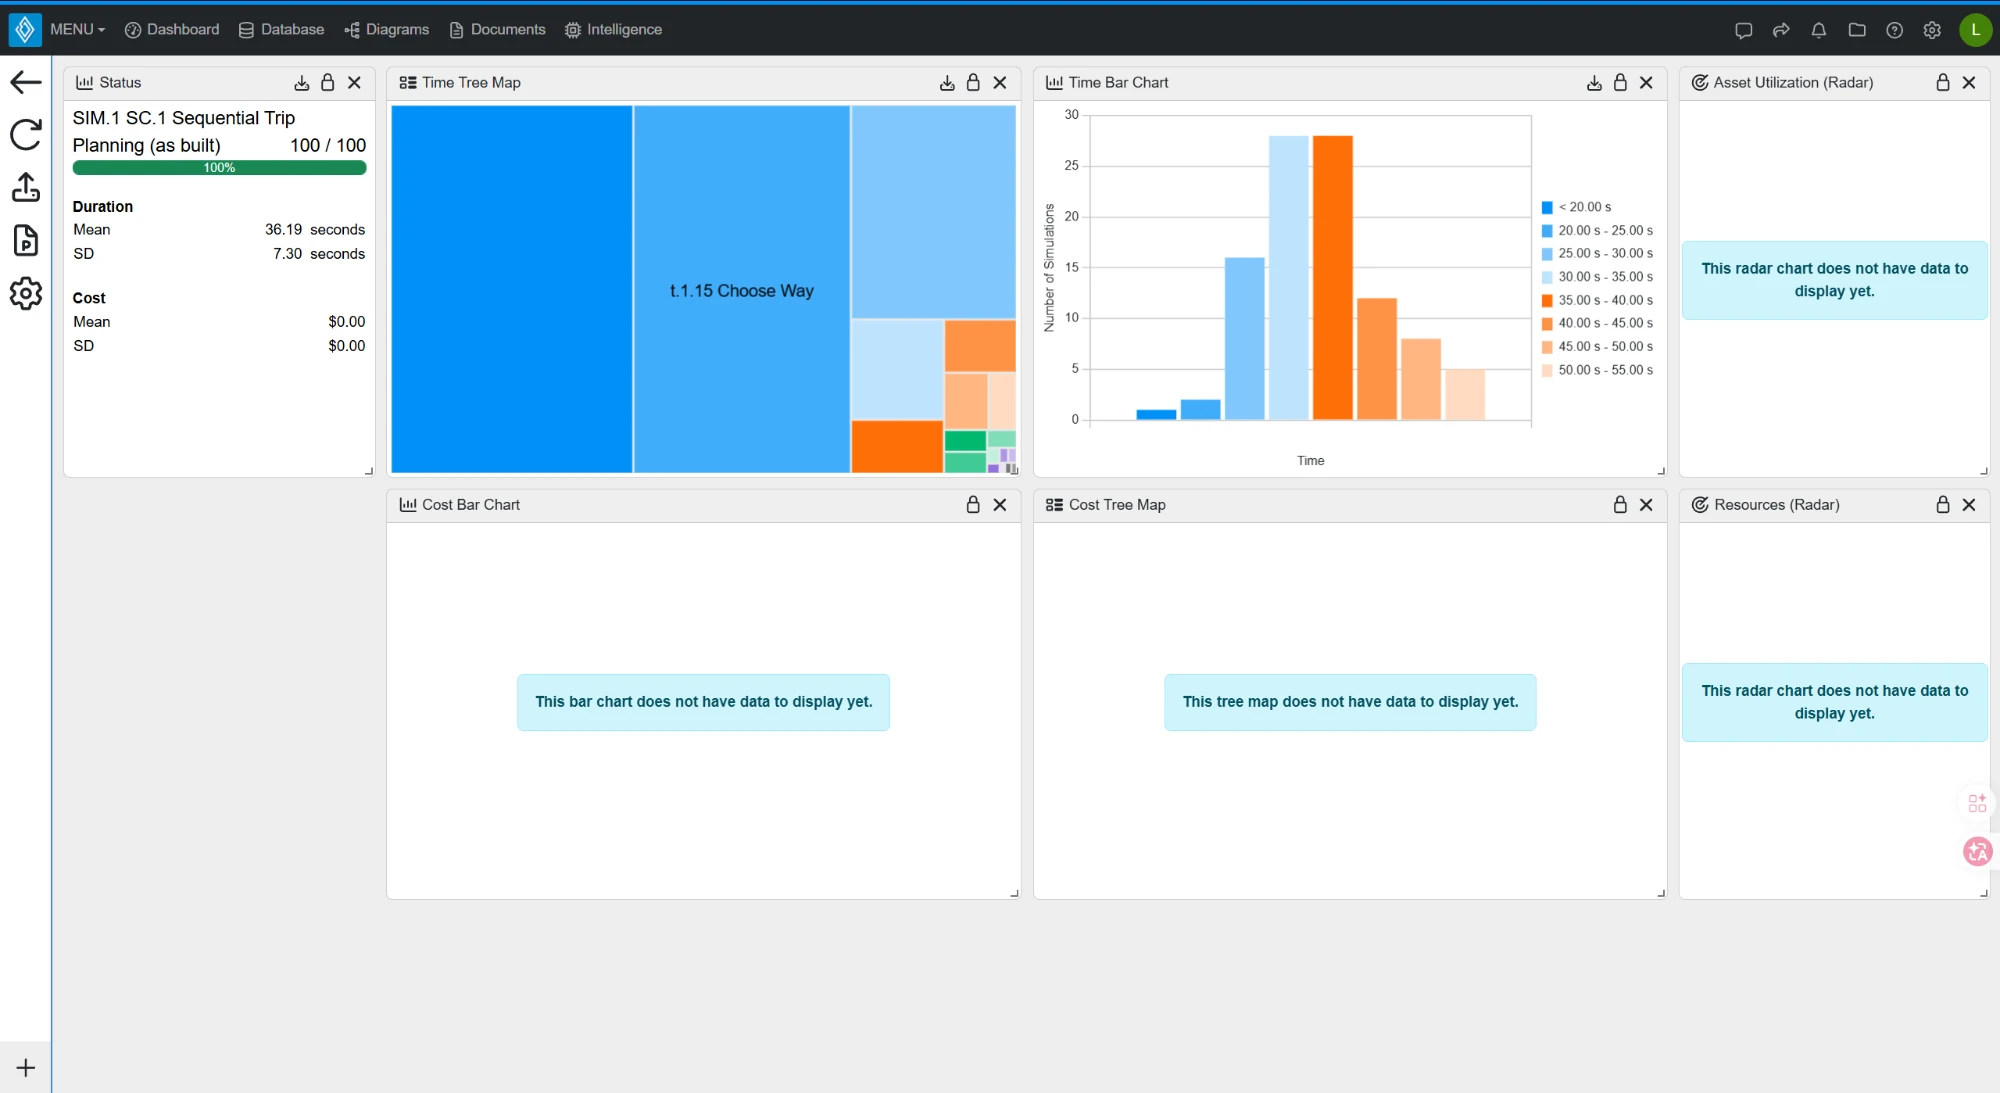 MENU
Dashboard
Database
Diagrams
Documents
Intelligence
L
Status
SIM.1 SC.1 Sequential Trip
Planning (as built) 100 / 100
100%
Duration
Mean 36.19 seconds
SD 7.30 seconds
Cost
Mean $0.00
SD $0.00
Time Tree Map
t.1.15 Choose Way
Time Bar Chart
30
25
20
15
10
5
0
Number of Simulations
Time
< 20.00 s
20.00 s - 25.00 s
25.00 s - 30.00 s
30.00 s - 35.00 s
35.00 s - 40.00 s
40.00 s - 45.00 s
45.00 s - 50.00 s
50.00 s - 55.00 s
Asset Utilization (Radar)
This radar chart does not have data to
display yet.
Cost Bar Chart
This bar chart does not have data to display yet.
Cost Tree Map
This tree map does not have data to display yet.
Resources (Radar)
This radar chart does not have data to
display yet.